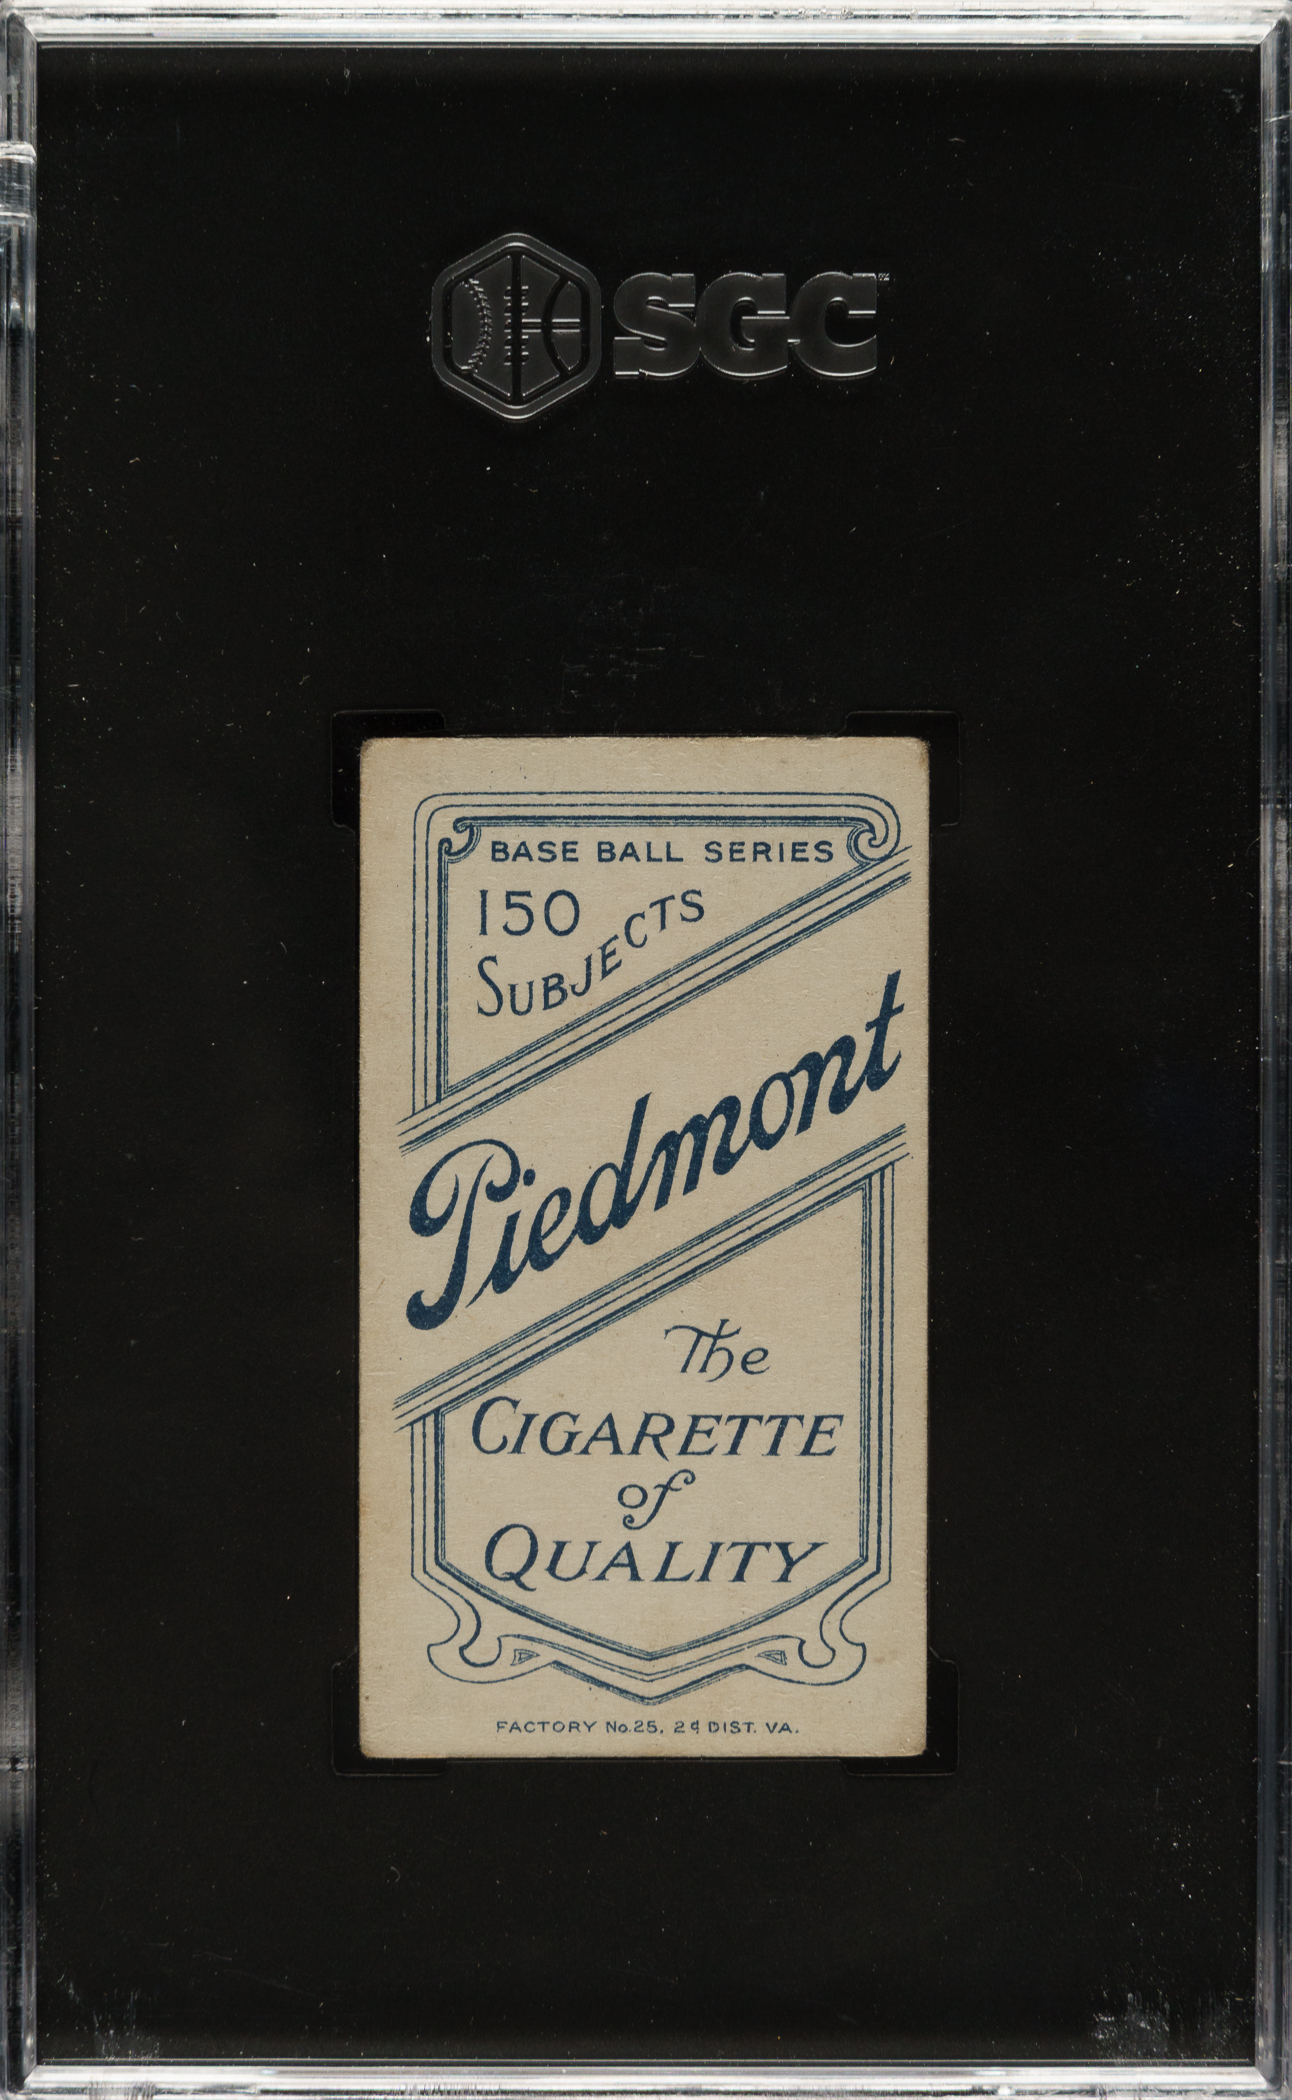 SGC
BASE BALL SERIES
150
SUBJECTS
Piedmont
The
CIGARETTE
of
QUALITY
FACTORY No. 25, 2d DIST. VA.